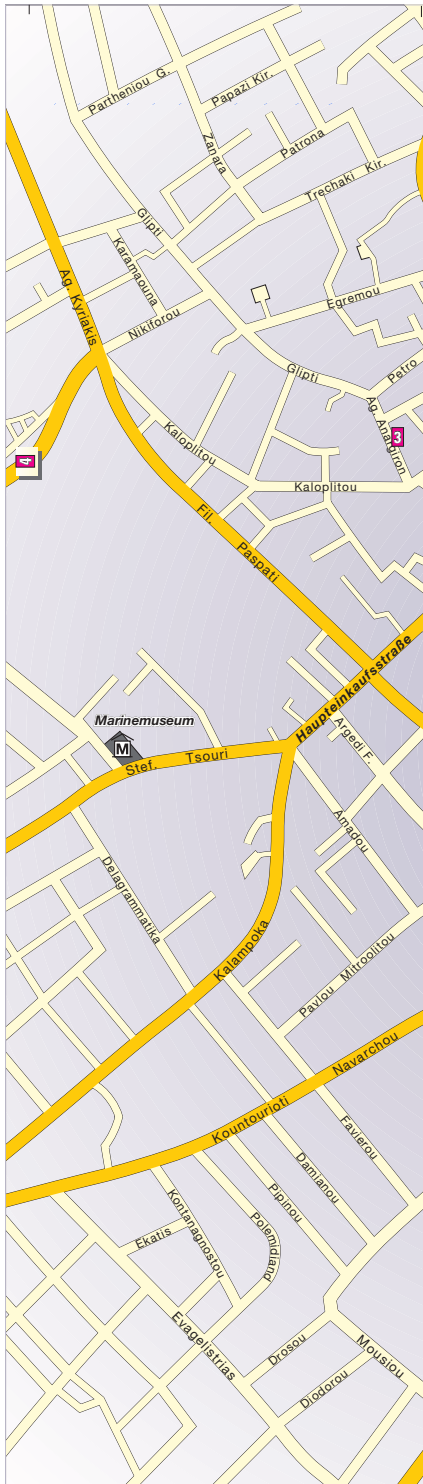 Partheniou G.
Papazi Kir.
Zanara
Patrona
Trechaki Kir.
Glipti
Karamaouna
Ag. Kyriakis
Nikiforou
Egremou
Glipti
Petro
Ag. Anargiron
3
Kaloplitou
4
Kaloplitou
Fil. Paspati
Haupteinkaufsstraße
Marinemuseum
M
Argedi F.
Stef. Tsouri
Amadou
Delagrammatika
Kalampoka
Pavlou Mitroolitou
Navarchou
Kountourioti
Favierou
Damianou
Pipinou
Kontanagnostou
Polemidiand
Ekatis
Evagelistrias
Drosou
Mousiou
Diodorou